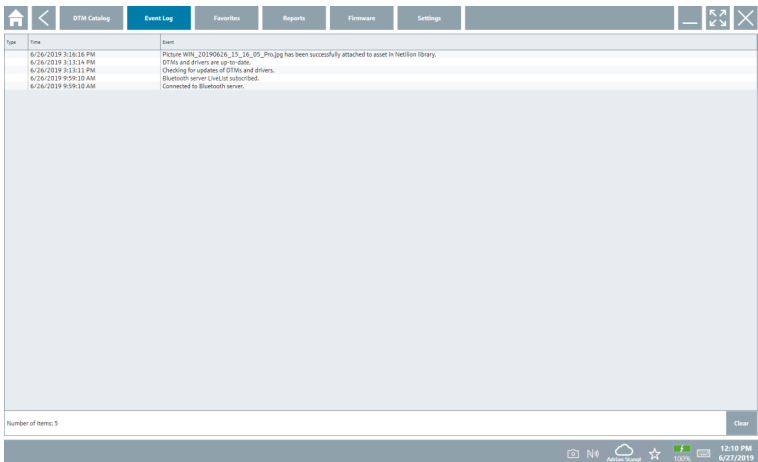 DTM Catalog Event Log Favorites Reports Firmware Settings
Type Time Event
6/26/2019 3:16:16 PM Picture WIN_20190626_15_16_05_Pro.jpg has been successfully attached to asset in Netilion library.
6/26/2019 3:13:14 PM DTMs and drivers are up-to-date.
6/26/2019 3:13:11 PM Checking for updates of DTMs and drivers.
6/26/2019 9:59:10 AM Bluetooth server LiveList subscribed.
6/26/2019 9:59:10 AM Connected to Bluetooth server.
Number of Items: 5 Clear
12:10 PM
Adrian Stangl 100% 6/27/2019